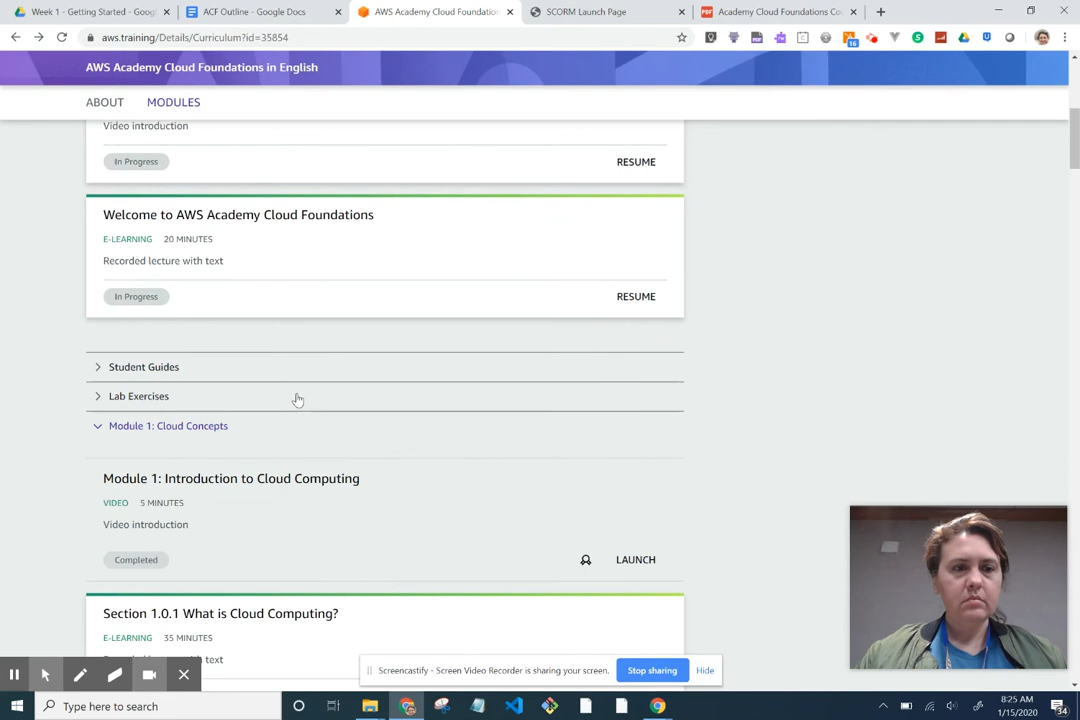 Week 1 - Getting Started - Goog
ACF Outline - Google Docs
AWS Academy Cloud Foundation
SCORM Launch Page
Academy Cloud Foundations Co
aws.training/Details/Curriculum?id=35854
16
AWS Academy Cloud Foundations in English
ABOUT MODULES
Video introduction
In Progress RESUME
Welcome to AWS Academy Cloud Foundations
E-LEARNING 20 MINUTES
Recorded lecture with text
In Progress RESUME
Student Guides
Lab Exercises
Module 1: Cloud Concepts
Module 1: Introduction to Cloud Computing
VIDEO 5 MINUTES
Video introduction
Completed LAUNCH
Section 1.0.1 What is Cloud Computing?
E-LEARNING 35 MINUTES
text
Screencastify - Screen Video Recorder is sharing your screen. Stop sharing Hide
Type here to search
8:25 AM
1/15/2020
34